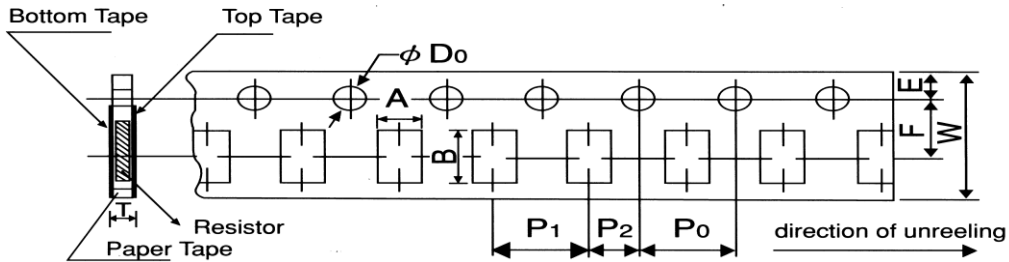 Bottom Tape
Top Tape
φ D0
A
B
E
F
W
T
Resistor
Paper Tape
P1
P2
P0
direction of unreeling